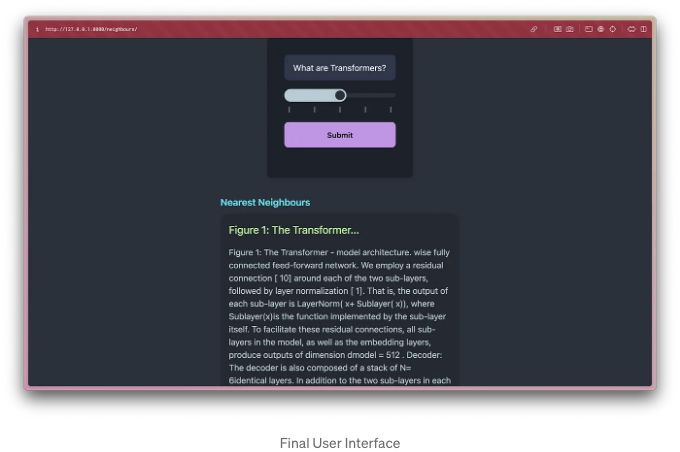 http://127.0.0.1:8000/neighbours/
What are Transformers?
Submit
Nearest Neighbours
Figure 1: The Transformer...
Figure 1: The Transformer - model architecture. wise fully
connected feed-forward network. We employ a residual
connection [ 10] around each of the two sub-layers,
followed by layer normalization [ 1]. That is, the output of
each sub-layer is LayerNorm( x+ Sublayer( x)), where
Sublayer(x)is the function implemented by the sub-layer
itself. To facilitate these residual connections, all sub-
layers in the model, as well as the embedding layers,
produce outputs of dimension dmodel = 512 . Decoder:
The decoder is also composed of a stack of N=
6identical layers. In addition to the two sub-layers in each
Final User Interface